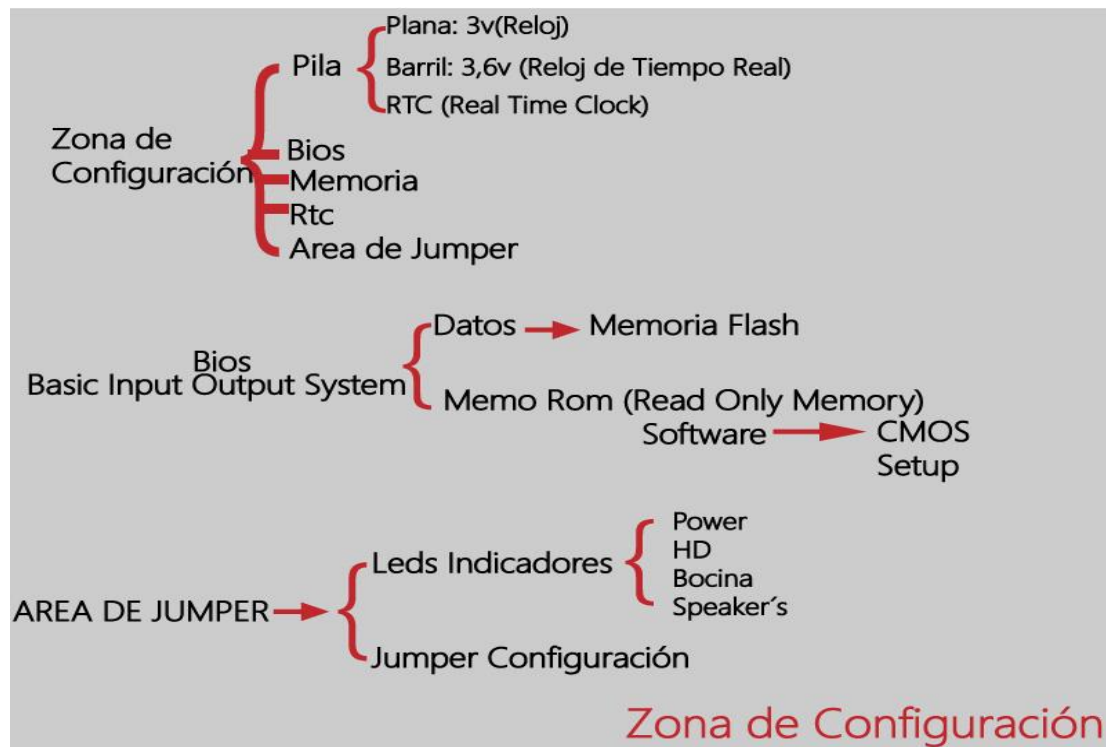 Plana: 3v(Reloj)
Pila
Barril: 3,6v (Reloj de Tiempo Real)
RTC (Real Time Clock)
Zona de
Configuración
Bios
Memoria
Rtc
Area de Jumper
Datos
Memoria Flash
Bios
Basic Input Output System
Memo Rom (Read Only Memory)
Software
CMOS
Setup
Power
Leds Indicadores
HD
Bocina
Speaker´s
AREA DE JUMPER
Jumper Configuración
Zona de Configuración